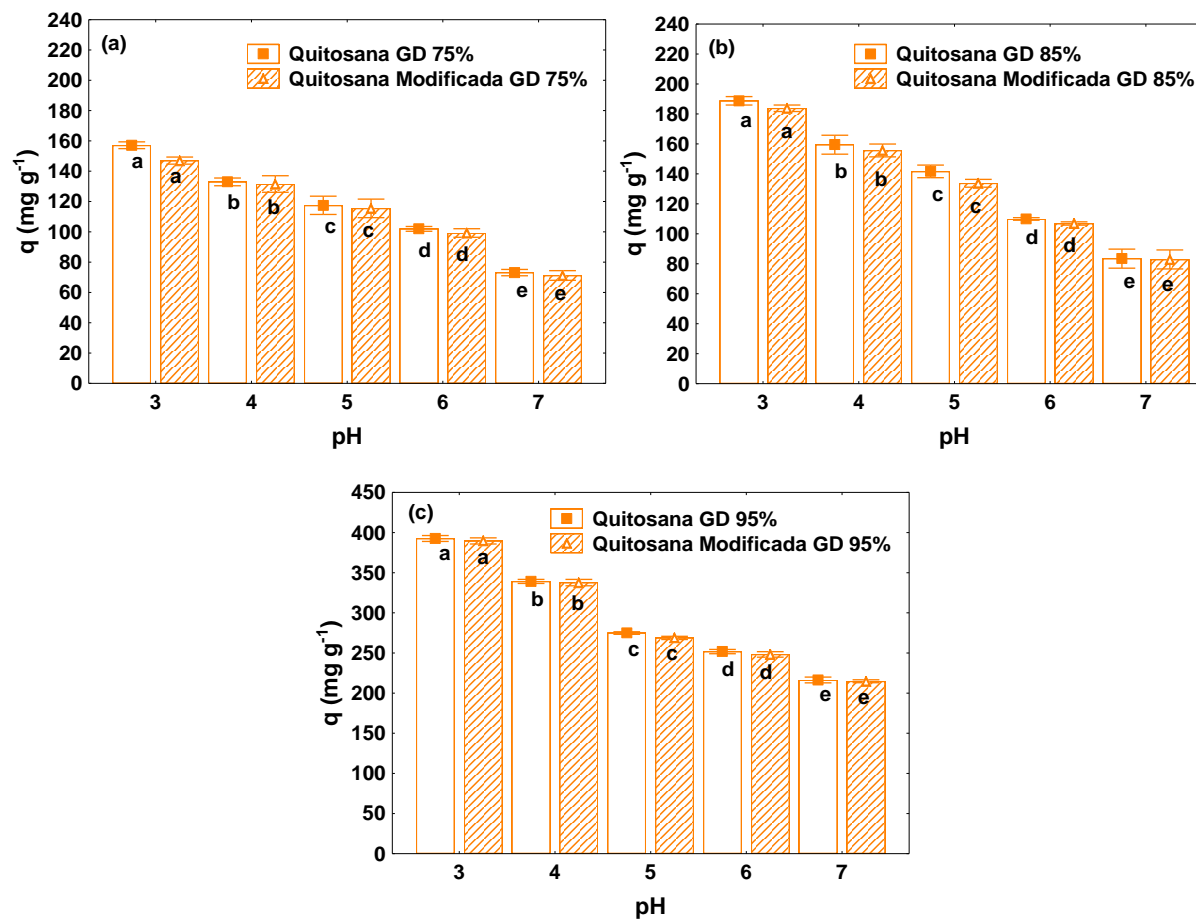 (a)
Quitosana GD 75%
Quitosana Modificada GD 75%
240
220
200
180
160
140
120
100
80
60
40
20
0
q (mg g⁻¹)
a a b b c c d d e e
3 4 5 6 7
pH
(b)
Quitosana GD 85%
Quitosana Modificada GD 85%
240
220
200
180
160
140
120
100
80
60
40
20
0
q (mg g⁻¹)
a a b b c c d d e e
3 4 5 6 7
pH
(c)
Quitosana GD 95%
Quitosana Modificada GD 95%
450
400
350
300
250
200
150
100
50
0
q (mg g⁻¹)
a a b b c c d d e e
3 4 5 6 7
pH